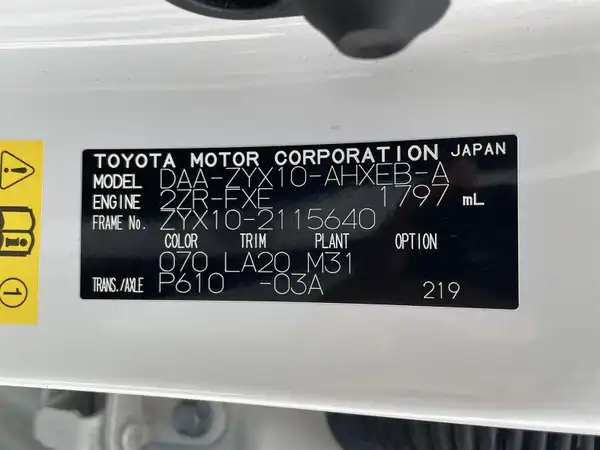 TOYOTA MOTOR CORPORATION JAPAN
MODEL DAA-ZYX10-AHXEB-A
ENGINE 2ZR-FXE 1797 mL
FRAME No. ZYX10-2115640
COLOR TRIM PLANT OPTION
070 LA20 M31
TRANS./AXLE P610 -03A 219
1